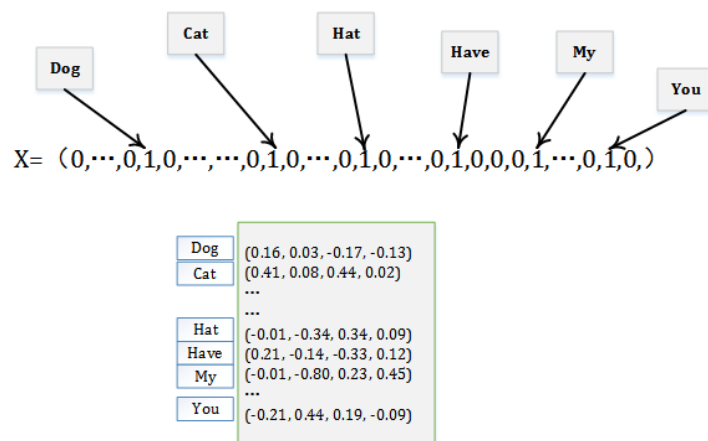 Cat
Hat
Have
My
Dog
You
X= (0,⋯,0,1,0,⋯,⋯,0,1,0,⋯,0,1,0,⋯,0,1,0,0,0,1,⋯,0,1,0,)
Dog (0.16, 0.03, -0.17, -0.13)
Cat (0.41, 0.08, 0.44, 0.02)
...
...
Hat (-0.01, -0.34, 0.34, 0.09)
Have (0.21, -0.14, -0.33, 0.12)
My (-0.01, -0.80, 0.23, 0.45)
...
You (-0.21, 0.44, 0.19, -0.09)